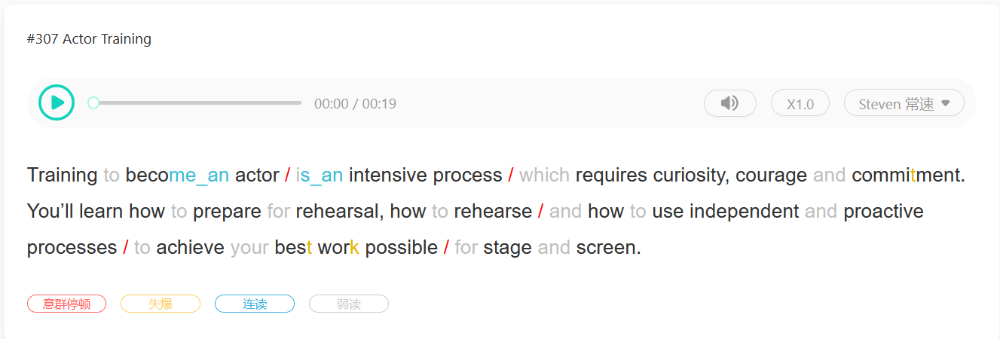 #307 Actor Training
00:00 / 00:19 X1.0 Steven 常速
Training to become_an actor / is_an intensive process / which requires curiosity, courage and commitment.
You’ll learn how to prepare for rehearsal, how to rehearse / and how to use independent and proactive
processes / to achieve your best work possible / for stage and screen.
意群停顿 失爆 连读 弱读